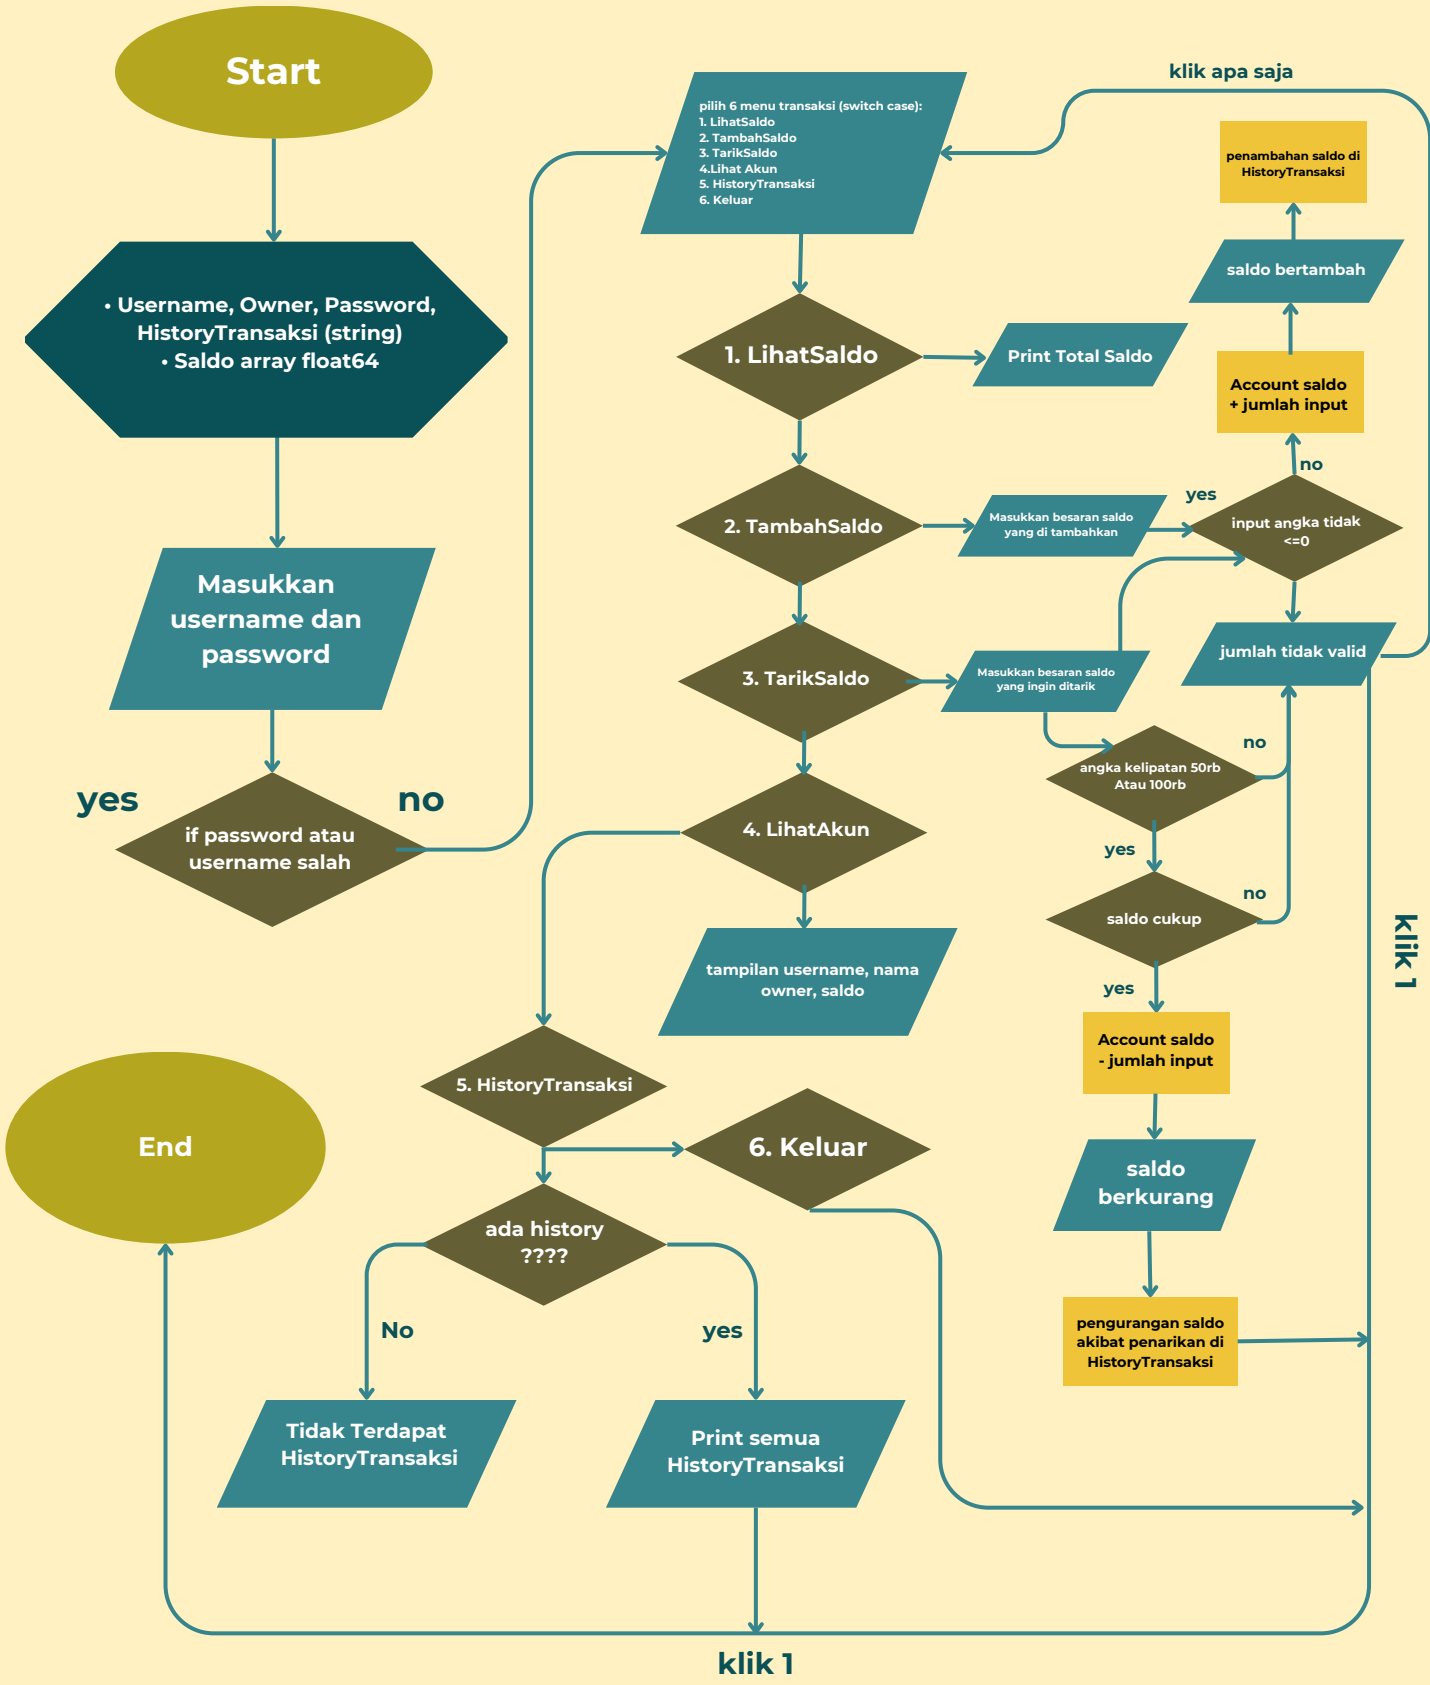 Start
• Username, Owner, Password,
HistoryTransaksi (string)
• Saldo array float64
Masukkan
username dan
password
yes
no
if password atau
username salah
klik apa saja
pilih 6 menu transaksi (switch case):
1. LihatSaldo
2. TambahSaldo
3. TarikSaldo
4.Lihat Akun
5. HistoryTransaksi
6. Keluar
1. LihatSaldo
Print Total Saldo
2. TambahSaldo
Masukkan besaran saldo
yang di tambahkan
yes
no
input angka tidak
<=0
Account saldo
+ jumlah input
saldo bertambah
penambahan saldo di
HistoryTransaksi
jumlah tidak valid
3. TarikSaldo
Masukkan besaran saldo
yang ingin ditarik
angka kelipatan 50rb
Atau 100rb
no
yes
saldo cukup
no
yes
Account saldo
- jumlah input
saldo
berkurang
pengurangan saldo
akibat penarikan di
HistoryTransaksi
klik 1
4. LihatAkun
tampilan username, nama
owner, saldo
5. HistoryTransaksi
6. Keluar
ada history
????
No
yes
Tidak Terdapat
HistoryTransaksi
Print semua
HistoryTransaksi
End
klik 1